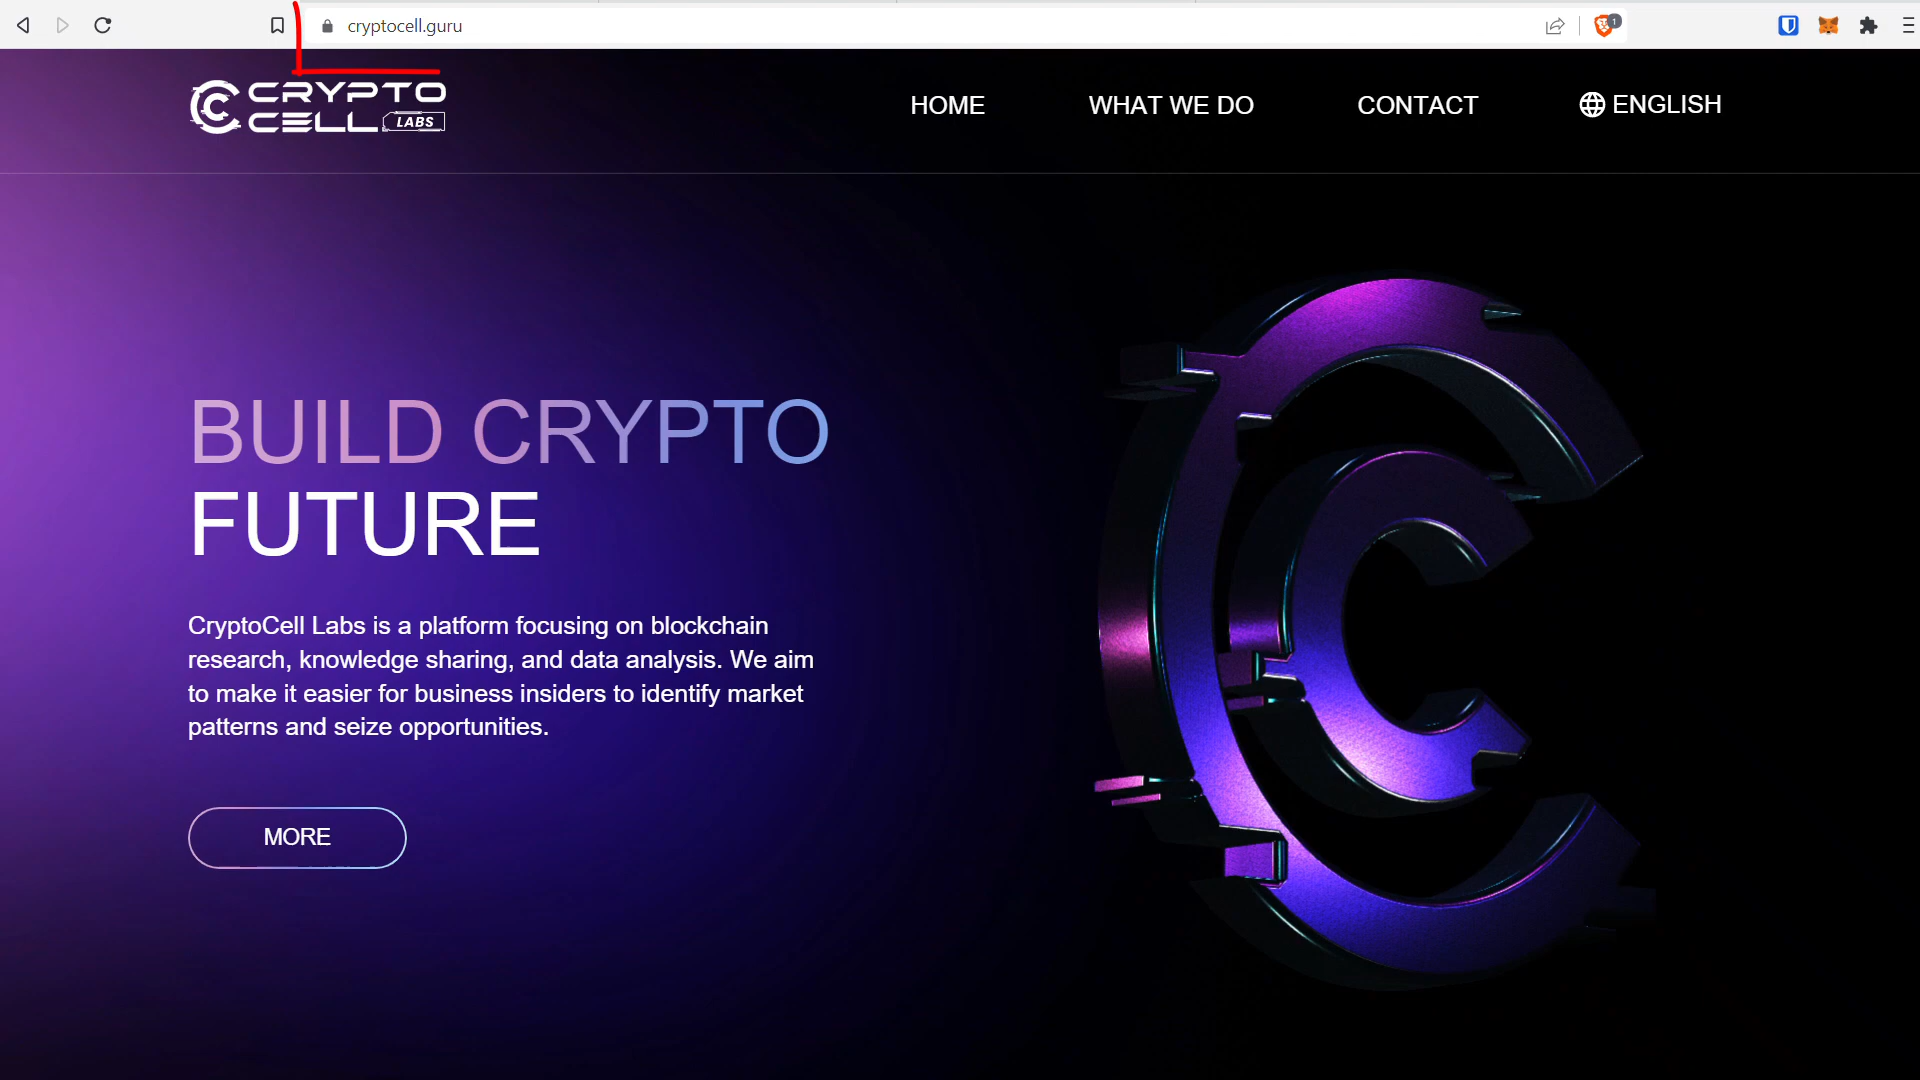 cryptocell.guru
1
CRYPTO
CELL LABS
HOME
WHAT WE DO
CONTACT
ENGLISH
BUILD CRYPTO
FUTURE
CryptoCell Labs is a platform focusing on blockchain
research, knowledge sharing, and data analysis. We aim
to make it easier for business insiders to identify market
patterns and seize opportunities.
MORE